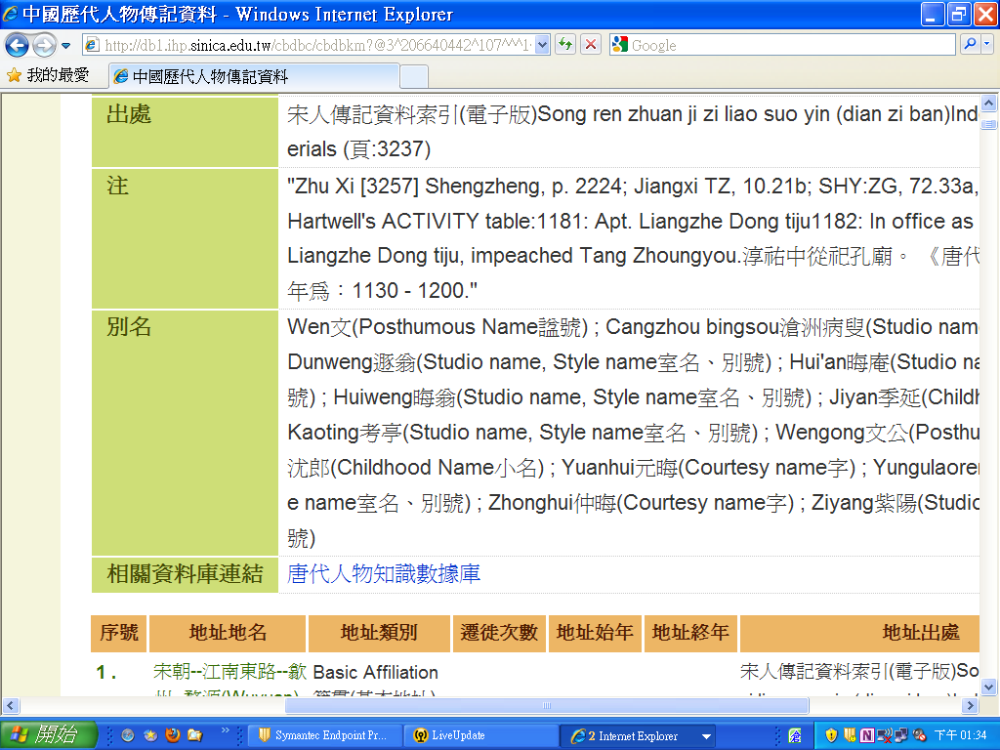 中國歷代人物傳記資料 - Windows Internet Explorer
http://db1.ihp.sinica.edu.tw/cbdbc/cbdbkm?@3^206640442^107^^^1
Google
我的最愛
中國歷代人物傳記資料
出處
宋人傳記資料索引(電子版)Song ren zhuan ji zi liao suo yin (dian zi ban)Ind
erials (頁:3237)
注
"Zhu Xi [3257] Shengzheng, p. 2224; Jiangxi TZ, 10.21b; SHY:ZG, 72.33a,
Hartwell's ACTIVITY table:1181: Apt. Liangzhe Dong tiju1182: In office as
Liangzhe Dong tiju, impeached Tang Zhoungyou.淳祐中從祀孔廟。 《唐代
年為：1130 - 1200."
別名
Wen文(Posthumous Name諡號) ; Cangzhou bingsou滄洲病叟(Studio nam
Dunweng遯翁(Studio name, Style name室名、別號) ; Hui'an晦庵(Studio na
號) ; Huiweng晦翁(Studio name, Style name室名、別號) ; Jiyan季延(Childh
Kaoting考亭(Studio name, Style name室名、別號) ; Wengong文公(Posthu
沋郎(Childhood Name小名) ; Yuanhui元晦(Courtesy name字) ; Yungulaoren
e name室名、別號) ; Zhonghui仲晦(Courtesy name字) ; Ziyang紫陽(Studio
號)
相關資料庫連結
唐代人物知識數據庫
序號 地址地名 地址類別 遷徙次數 地址始年 地址終年 地址出處
1 . 宋朝--江南東路--歙 Basic Affiliation 宋人傳記資料索引(電子版)So
州--婺源(Wuyuan) 籍貫(基本地址)
開始
Symantec Endpoint Pr...
LiveUpdate
2 Internet Explorer
倉
下午 01:34